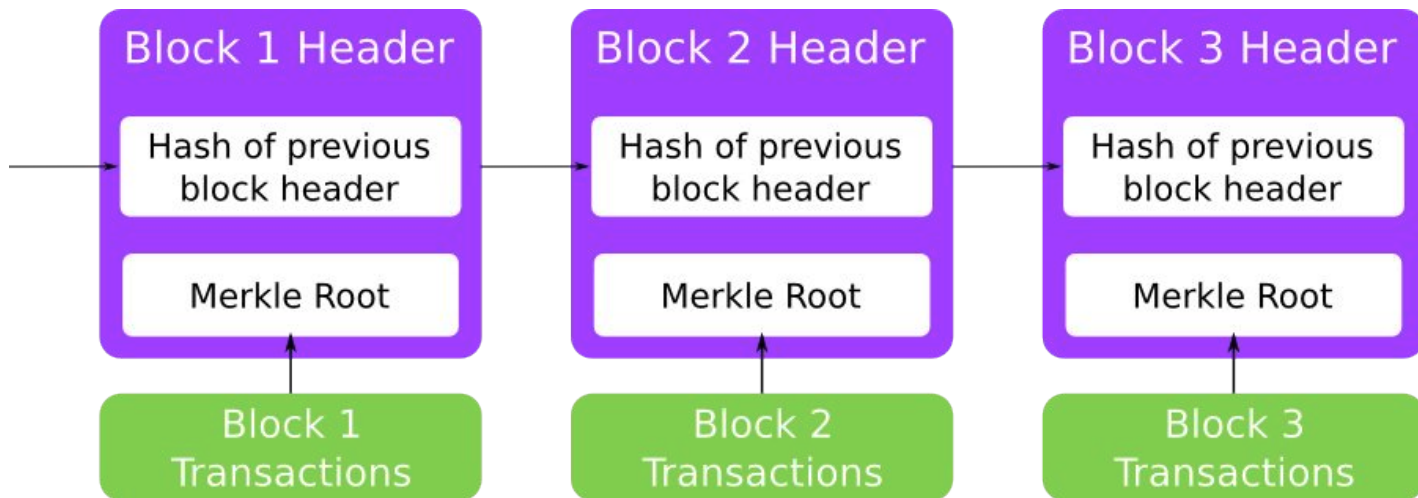 Block 1 Header
Hash of previous
block header
Merkle Root
Block 1
Transactions
Block 2 Header
Hash of previous
block header
Merkle Root
Block 2
Transactions
Block 3 Header
Hash of previous
block header
Merkle Root
Block 3
Transactions